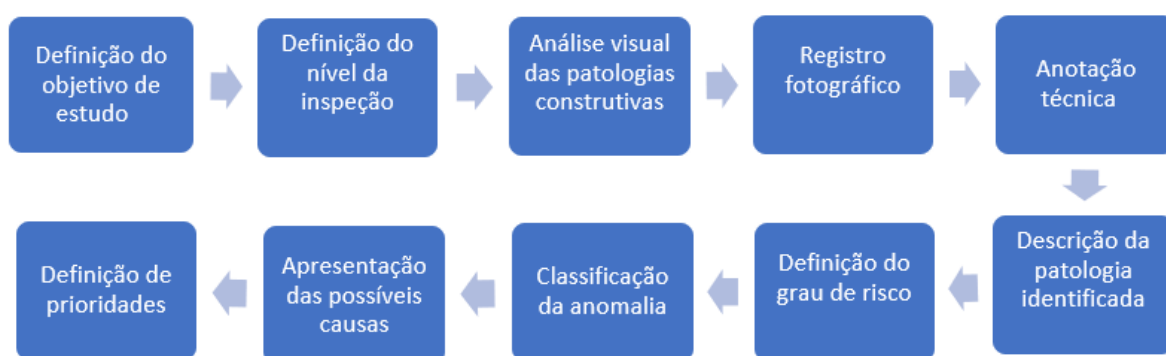 Definição do
objetivo de
estudo
Definição do
nível da
inspeção
Análise visual
das patologias
construtivas
Registro
fotográfico
Anotação
técnica
Descrição da
patologia
identificada
Definição do
grau de risco
Classificação
da anomalia
Apresentação
das possíveis
causas
Definição de
prioridades